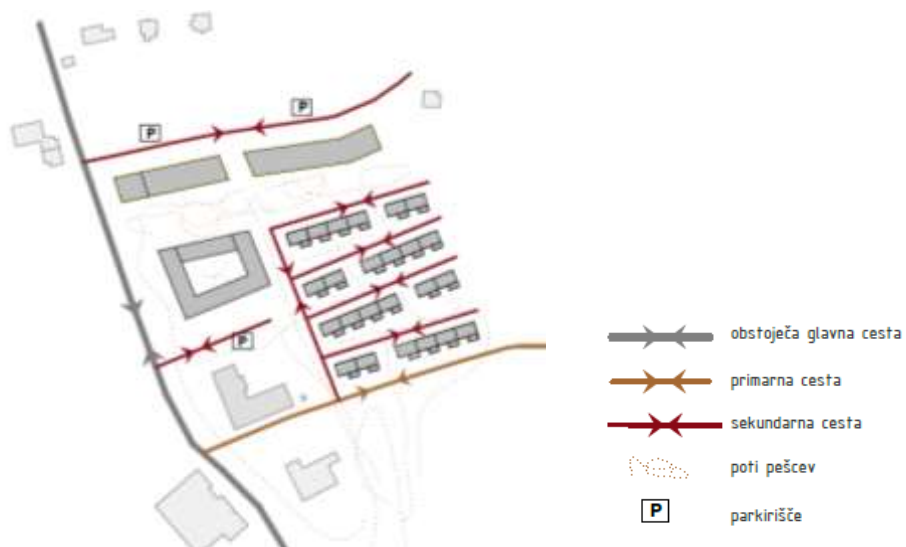 P
P
P
obstoječa glavna cesta
primarna cesta
sekundarna cesta
poti pešcev
P
parkirišče